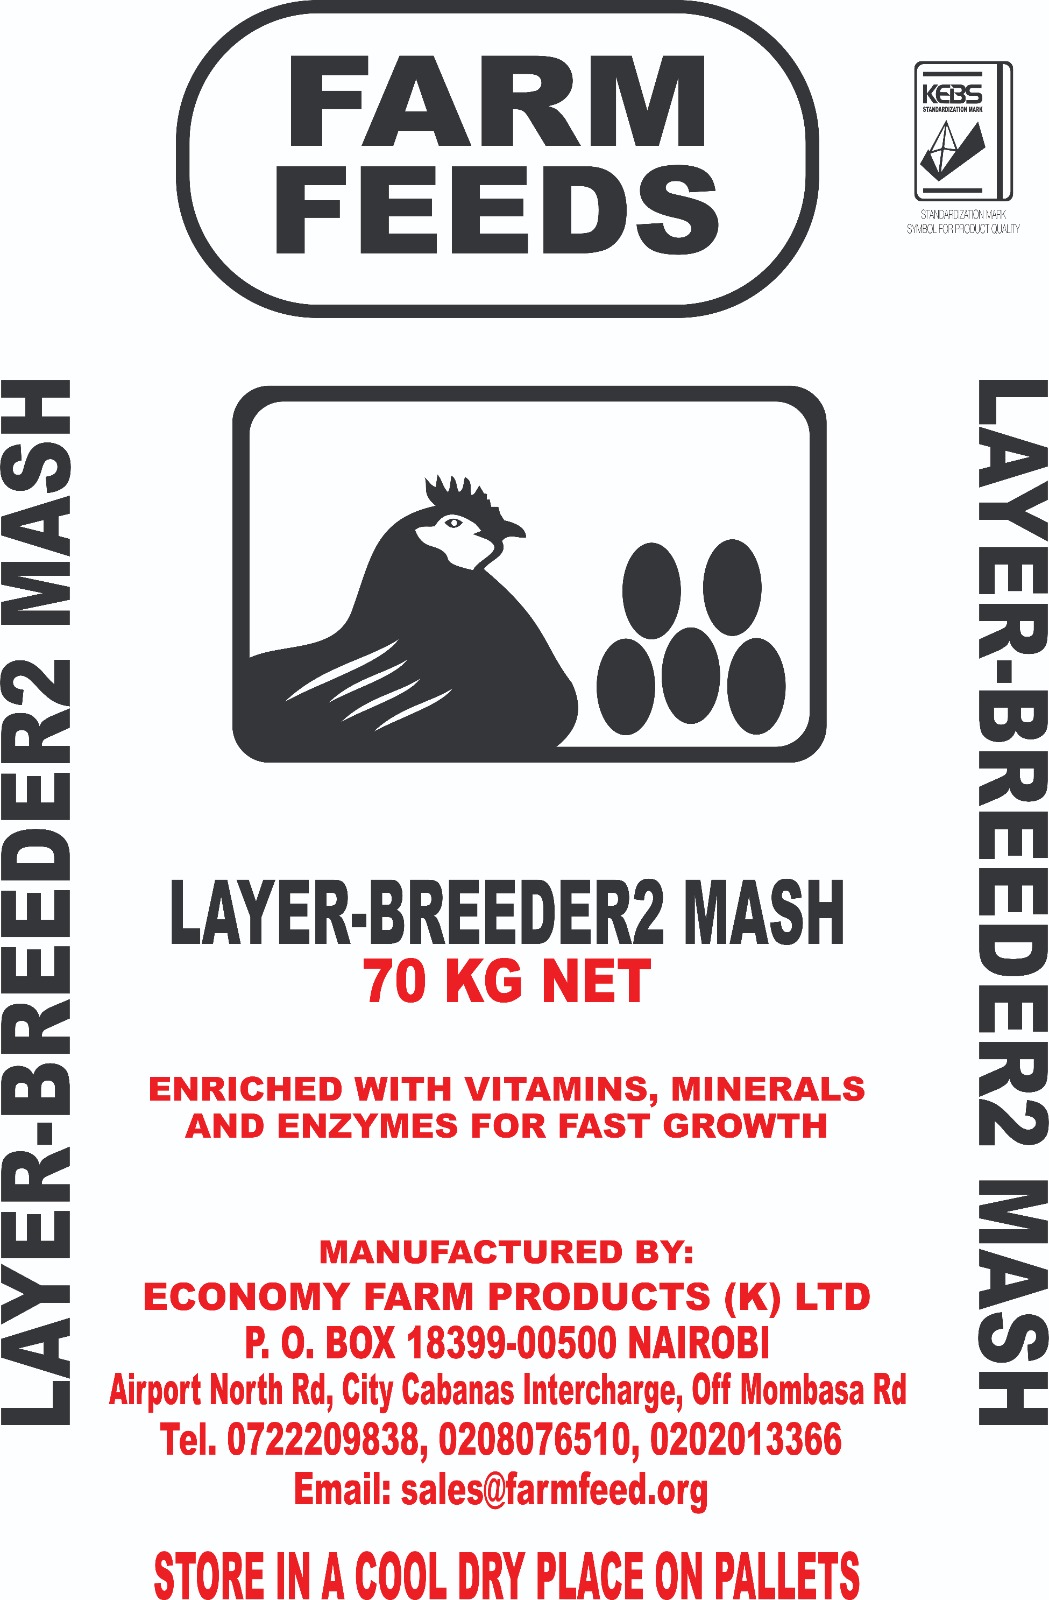 FARM
FEEDS
KEBS
STANDARDIZATION MARK
STANDARDIZATION MARK
SYMBOL FOR PRODUCT QUALITY
LAYER-BREEDER2 MASH
LAYER-BREEDER2 MASH
LAYER-BREEDER2 MASH
70 KG NET
ENRICHED WITH VITAMINS, MINERALS
AND ENZYMES FOR FAST GROWTH
MANUFACTURED BY:
ECONOMY FARM PRODUCTS (K) LTD
P. O. BOX 18399-00500 NAIROBI
Airport North Rd, City Cabanas Intercharge, Off Mombasa Rd
Tel. 0722209838, 0208076510, 0202013366
Email: sales@farmfeed.org
STORE IN A COOL DRY PLACE ON PALLETS